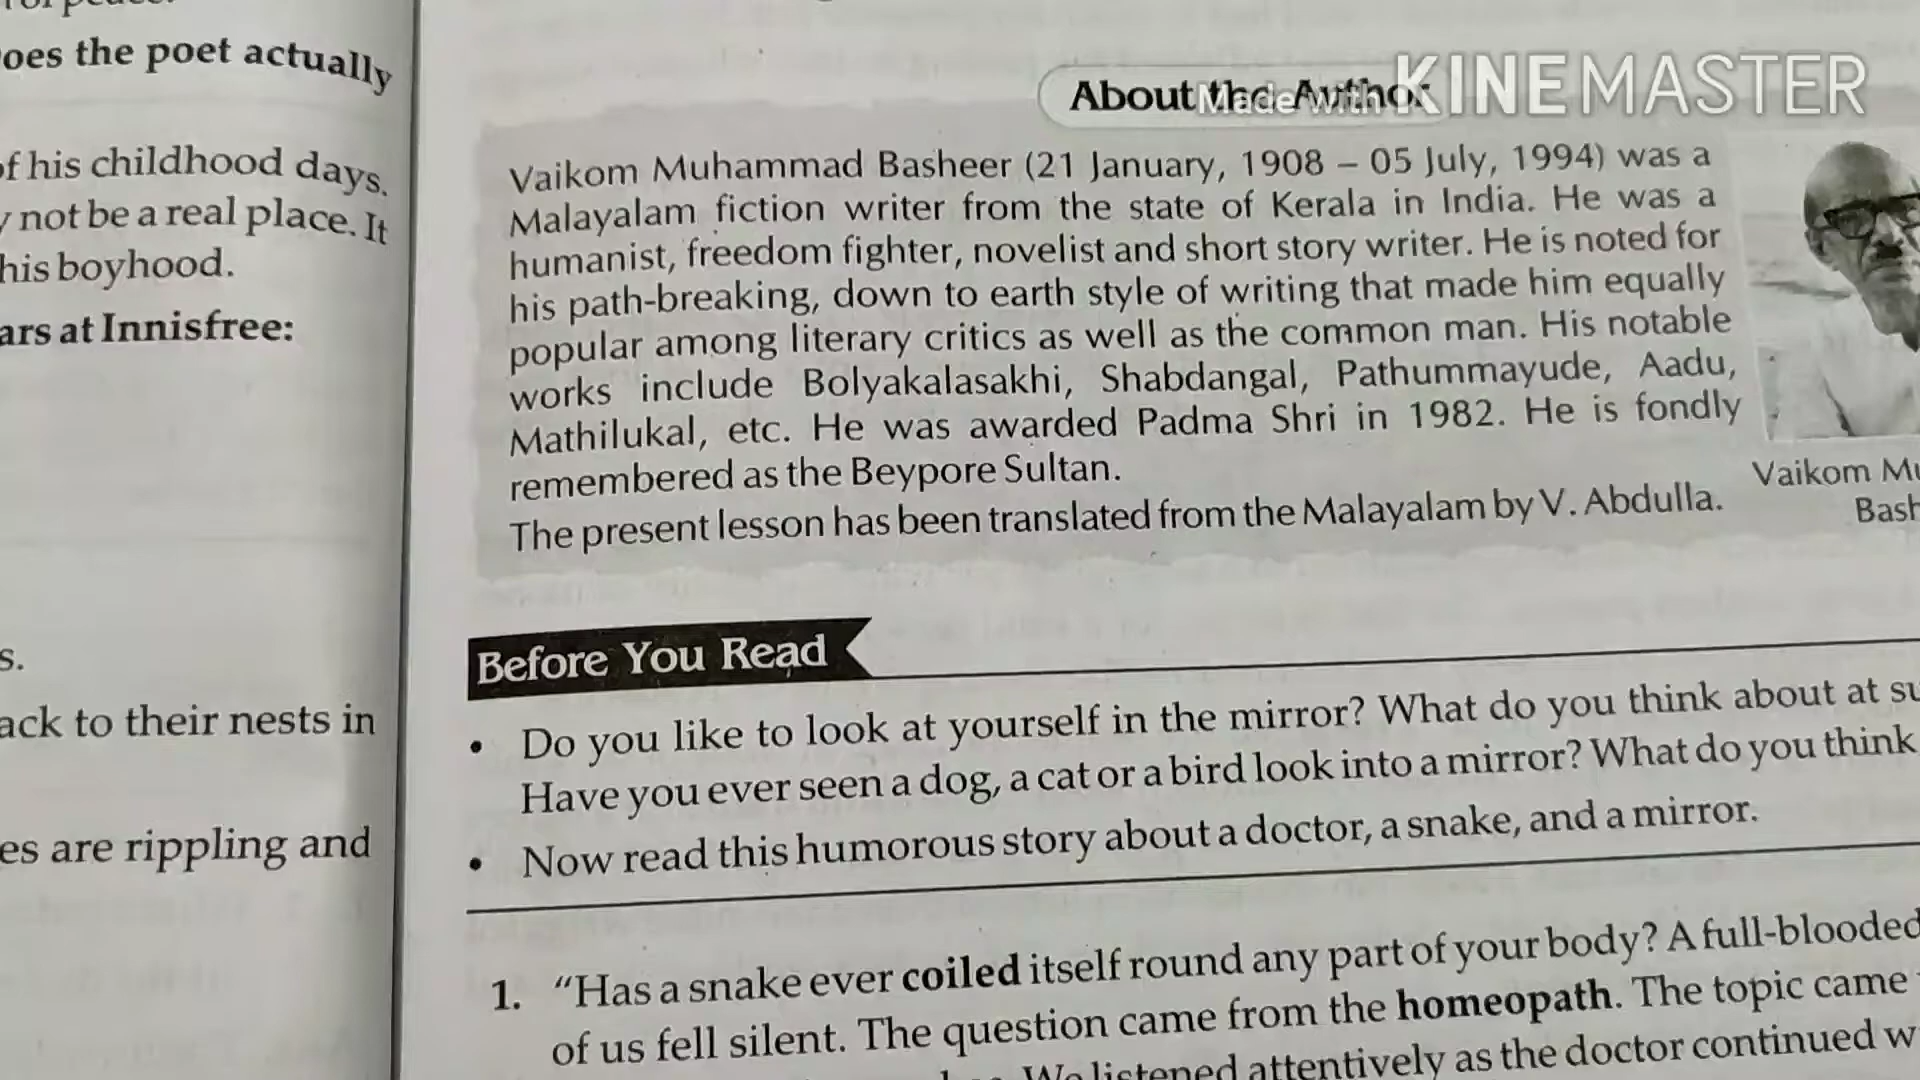 oes the poet actually
f his childhood days.
not be a real place. It
his boyhood.
ars at Innisfree:
s.
ack to their nests in
es are rippling and
About the Author
Made with KINEMASTER
Vaikom Muhammad Basheer (21 January, 1908 – 05 July, 1994) was a
Malayalam fiction writer from the state of Kerala in India. He was a
humanist, freedom fighter, novelist and short story writer. He is noted for
his path-breaking, down to earth style of writing that made him equally
popular among literary critics as well as the common man. His notable
works include Bolyakalasakhi, Shabdangal, Pathummayude, Aadu,
Mathilukal, etc. He was awarded Padma Shri in 1982. He is fondly
remembered as the Beypore Sultan.
The present lesson has been translated from the Malayalam by V. Abdulla.
Vaikom Mu
Bash
Before You Read
• Do you like to look at yourself in the mirror? What do you think about at su
Have you ever seen a dog, a cat or a bird look into a mirror? What do you think
• Now read this humorous story about a doctor, a snake, and a mirror.
1. “Has a snake ever coiled itself round any part of your body? A full-blooded
of us fell silent. The question came from the homeopath. The topic came
We listened attentively as the doctor continued w